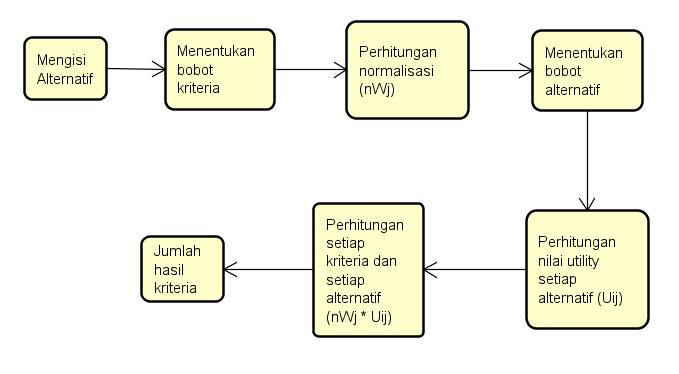 Mengisi
Alternatif
Menentukan
bobot
kriteria
Perhitungan
normalisasi
(nWj)
Menentukan
bobot
alternatif
Perhitungan
nilai utility
setiap
alternatif (Uij)
Perhitungan
setiap
kriteria dan
setiap
alternatif
(nWj * Uij)
Jumlah
hasil
kriteria